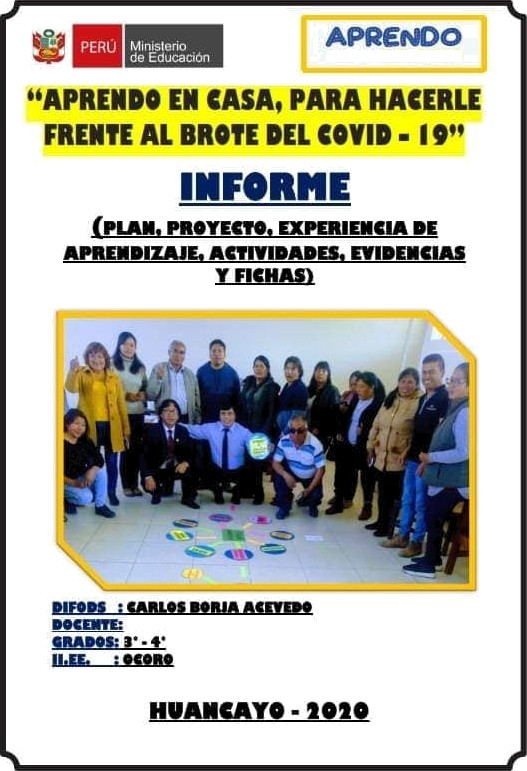 PERÚ
Ministerio
de Educación
APRENDO
“APRENDO EN CASA, PARA HACERLE
FRENTE AL BROTE DEL COVID - 19”
INFORME
(PLAN, PROYECTO, EXPERIENCIA DE
APRENDIZAJE, ACTIVIDADES, EVIDENCIAS
Y FICHAS)
DIFODS : CARLOS BORJA ACEVEDO
DOCENTE:
GRADOS: 3° - 4°
II.EE. : OCORO
HUANCAYO - 2020